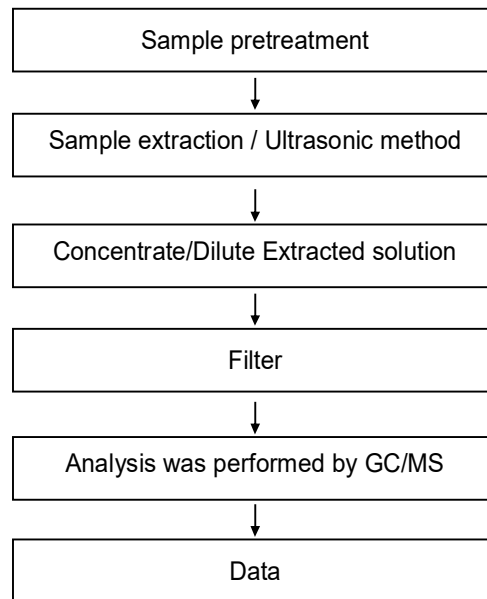 Sample pretreatment
Sample extraction / Ultrasonic method
Concentrate/Dilute Extracted solution
Filter
Analysis was performed by GC/MS
Data